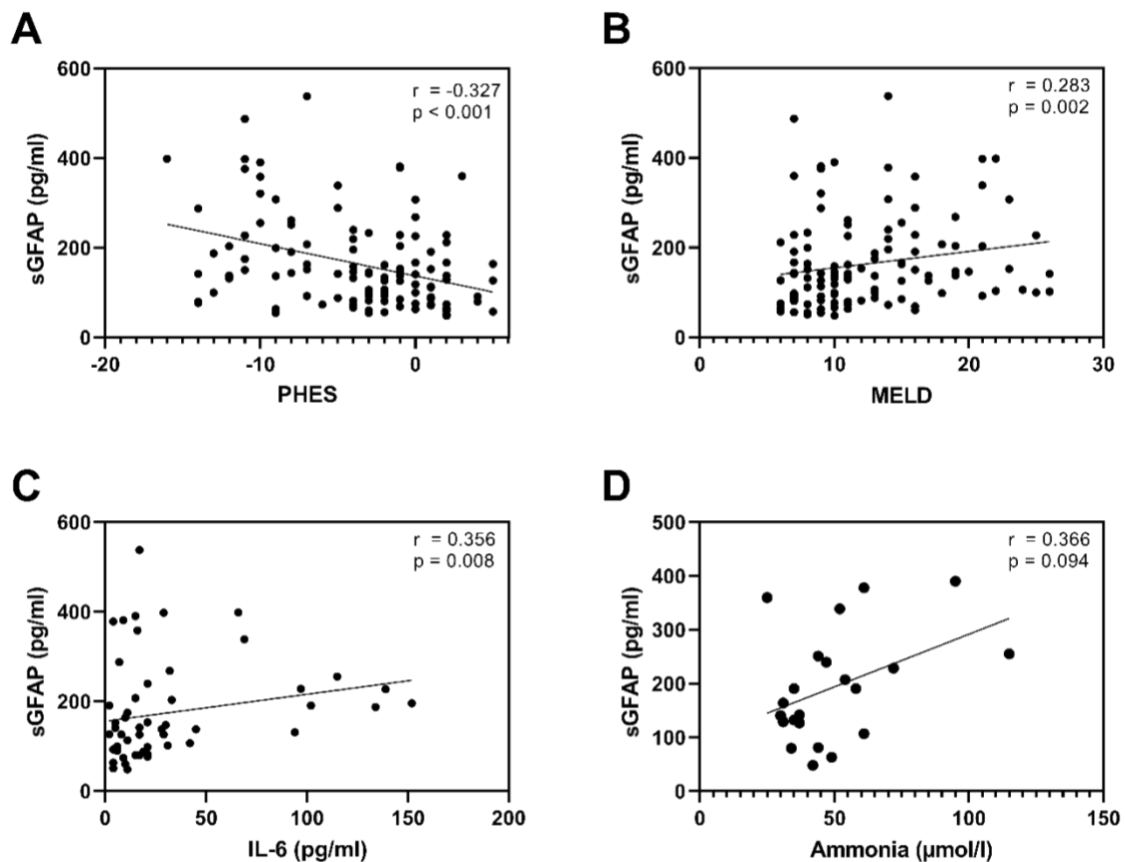 A
600
400
200
0
sGFAP (pg/ml)
r = -0.327
p < 0.001
-20
-10
0
PHES
B
600
400
200
0
sGFAP (pg/ml)
r = 0.283
p = 0.002
0
10
20
30
MELD
C
600
400
200
0
sGFAP (pg/ml)
r = 0.356
p = 0.008
0
50
100
150
200
IL-6 (pg/ml)
D
500
400
300
200
100
0
sGFAP (pg/ml)
r = 0.366
p = 0.094
0
50
100
150
Ammonia (μmol/l)